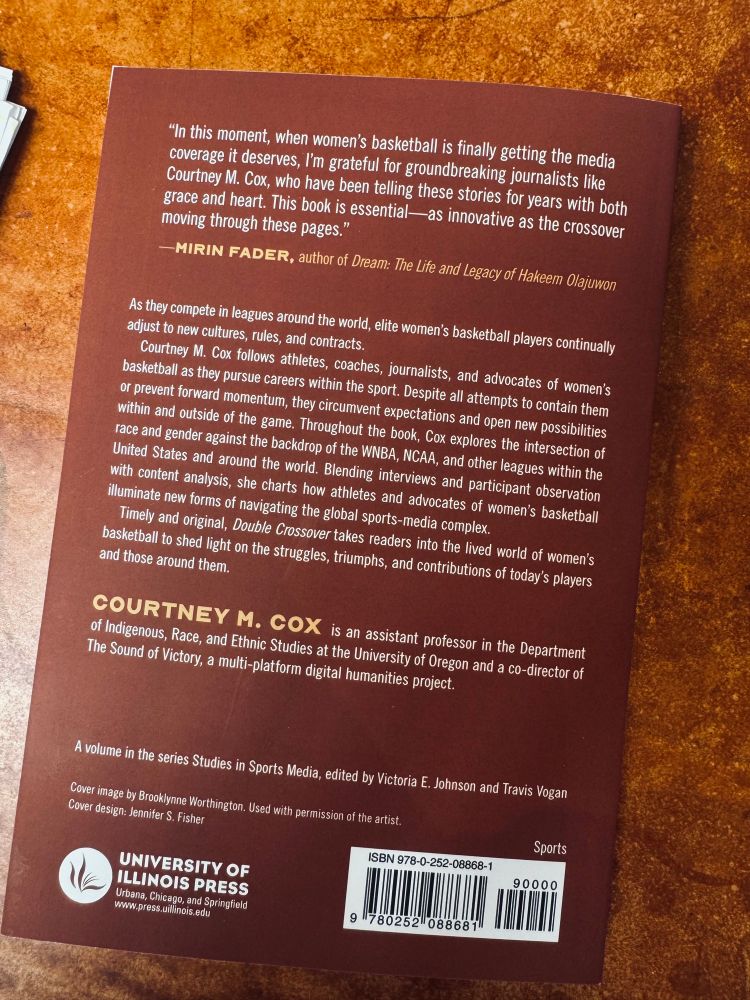 “In this moment, when women’s basketball is finally getting the media
coverage it deserves, I’m grateful for groundbreaking journalists like
Courtney M. Cox, who have been telling these stories for years with both
grace and heart. This book is essential—as innovative as the crossover
moving through these pages.”
—MIRIN FADER, author of Dream: The Life and Legacy of Hakeem Olajuwon
As they compete in leagues around the world, elite women’s basketball players continually
adjust to new cultures, rules, and contracts.
Courtney M. Cox follows athletes, coaches, journalists, and advocates of women’s
basketball as they pursue careers within the sport. Despite all attempts to contain them
or prevent forward momentum, they circumvent expectations and open new possibilities
within and outside of the game. Throughout the book, Cox explores the intersection of
race and gender against the backdrop of the WNBA, NCAA, and other leagues within the
United States and around the world. Blending interviews and participant observation
with content analysis, she charts how athletes and advocates of women’s basketball
illuminate new forms of navigating the global sports-media complex.
Timely and original, Double Crossover takes readers into the lived world of women’s
basketball to shed light on the struggles, triumphs, and contributions of today’s players
and those around them.
COURTNEY M. COX is an assistant professor in the Department
of Indigenous, Race, and Ethnic Studies at the University of Oregon and a co-director of
The Sound of Victory, a multi-platform digital humanities project.
A volume in the series Studies in Sports Media, edited by Victoria E. Johnson and Travis Vogan
Cover image by Brooklynne Worthington. Used with permission of the artist.
Cover design: Jennifer S. Fisher
Sports
UNIVERSITY OF
ILLINOIS PRESS
Urbana, Chicago, and Springfield
www.press.uillinois.edu
ISBN 978-0-252-08868-1
90000
9 780252 088681